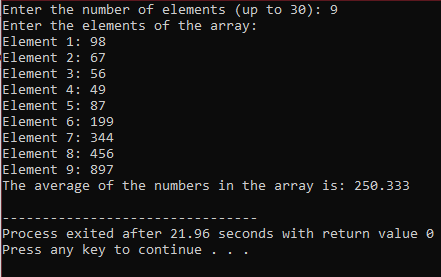 Enter the number of elements (up to 30): 9
Enter the elements of the array:
Element 1: 98
Element 2: 67
Element 3: 56
Element 4: 49
Element 5: 87
Element 6: 199
Element 7: 344
Element 8: 456
Element 9: 897
The average of the numbers in the array is: 250.333
--------------------------------
Process exited after 21.96 seconds with return value 0
Press any key to continue . . .